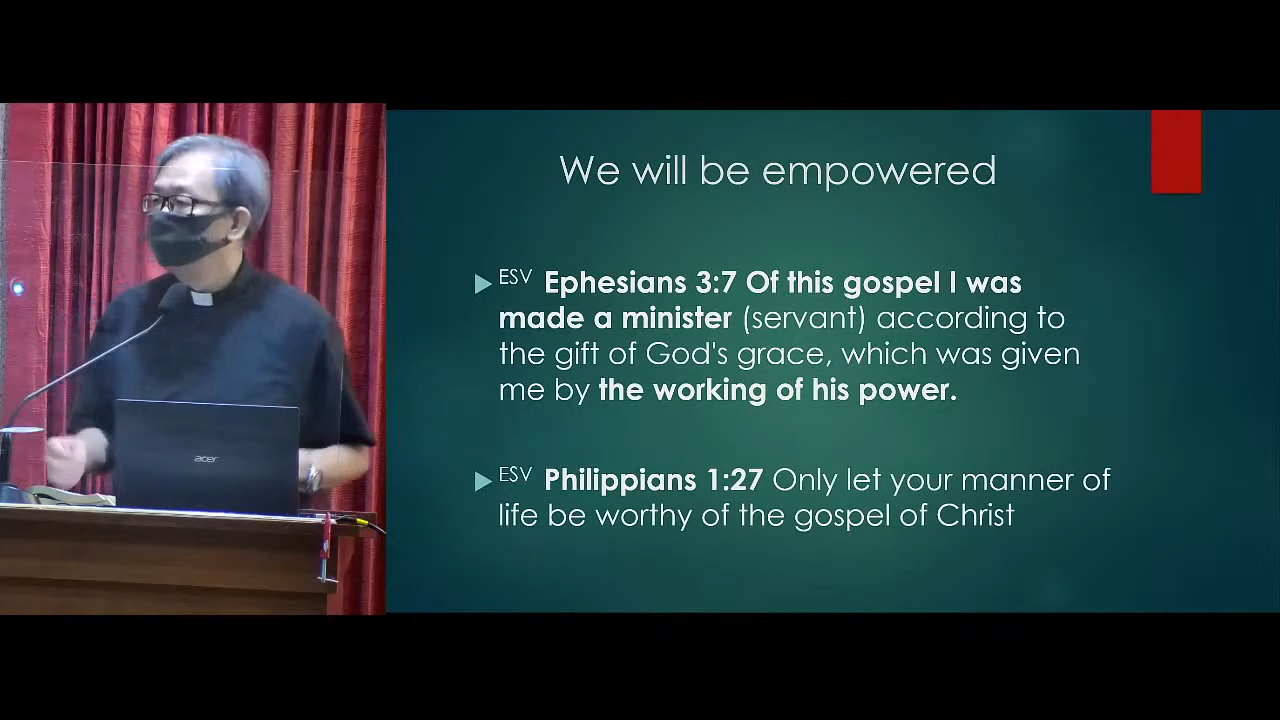 We will be empowered
ESV Ephesians 3:7 Of this gospel I was
made a minister (servant) according to
the gift of God's grace, which was given
me by the working of his power.
ESV Philippians 1:27 Only let your manner of
life be worthy of the gospel of Christ
acer